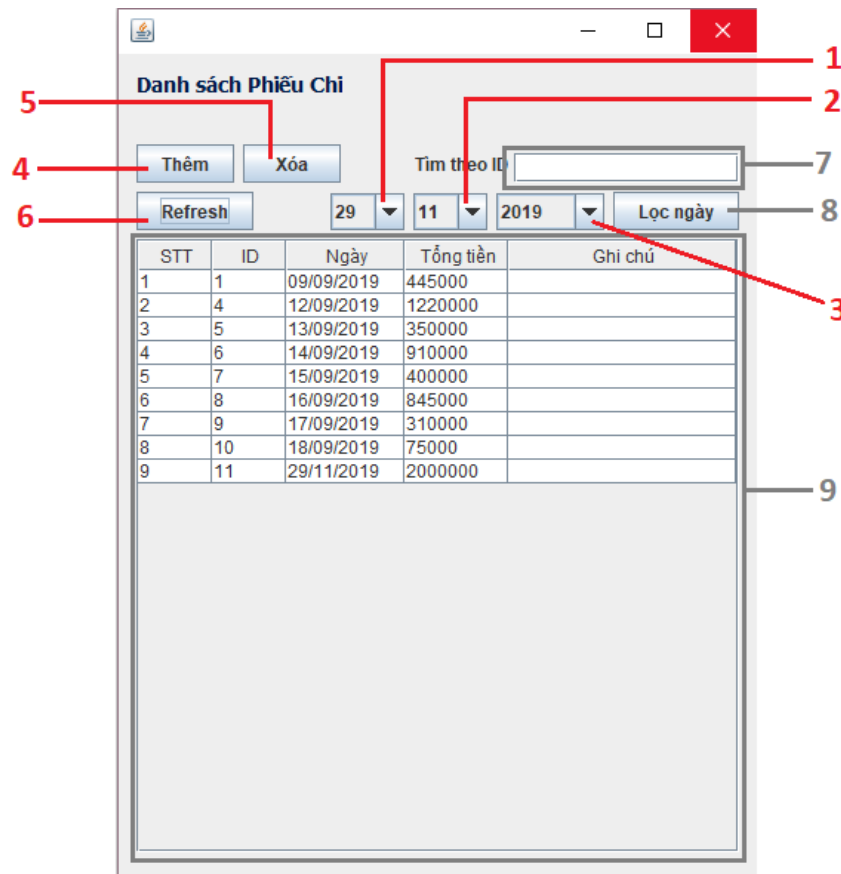 1
Danh sách Phiếu Chi
5
2
4 Thêm Xóa Tìm theo ID 7
6 Refresh 29 11 2019 Lọc ngày 8
STT ID Ngày Tổng tiền Ghi chú
1 1 09/09/2019 445000
2 4 12/09/2019 1220000
3 5 13/09/2019 350000
3
4 6 14/09/2019 910000
5 7 15/09/2019 400000
6 8 16/09/2019 845000
7 9 17/09/2019 310000
8 10 18/09/2019 75000
9 11 29/11/2019 2000000
9